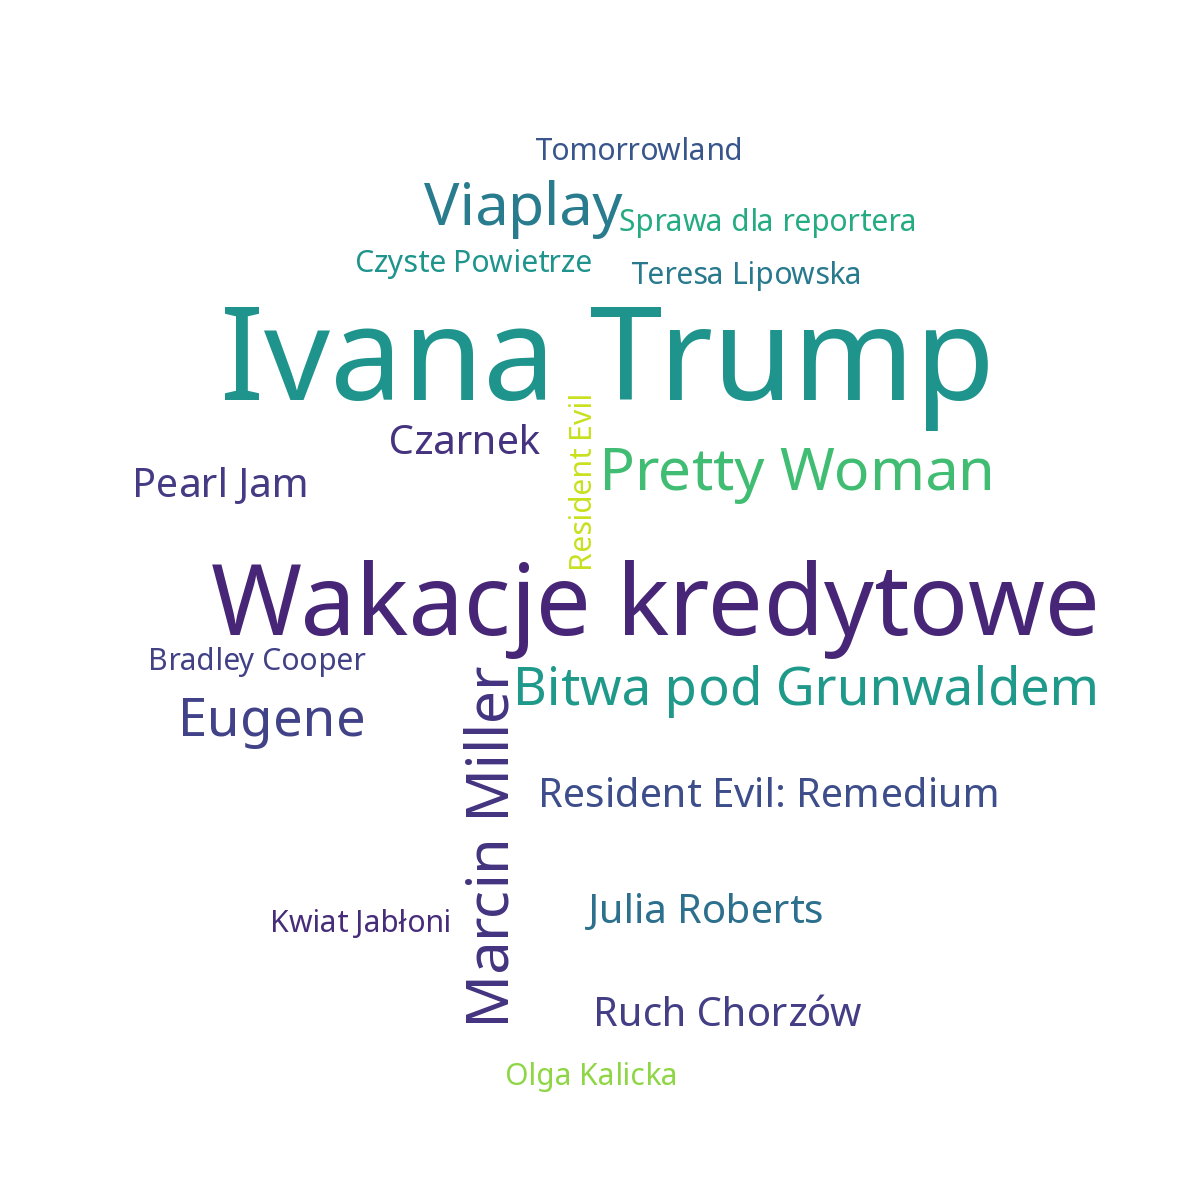 Tomorrowland
Viaplay
Sprawa dla reportera
Czyste Powietrze
Teresa Lipowska
Ivana Trump
Czarnek
Resident Evil
Pretty Woman
Pearl Jam
Wakacje kredytowe
Bradley Cooper
Bitwa pod Grunwaldem
Eugene
Marcin Miller
Resident Evil: Remedium
Julia Roberts
Kwiat Jabłoni
Ruch Chorzów
Olga Kalicka